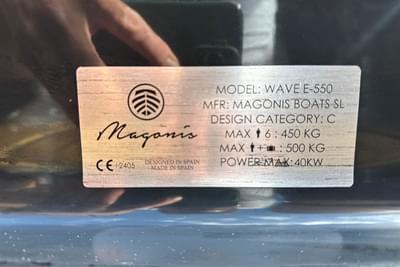 Magonis
CE 2405
DESIGNED IN SPAIN
MADE IN SPAIN
MODEL: WAVE E-550
MFR: MAGONIS BOATS SL
DESIGN CATEGORY: C
MAX 6 : 450 KG
MAX + : 500 KG
POWER MAX: 40KW